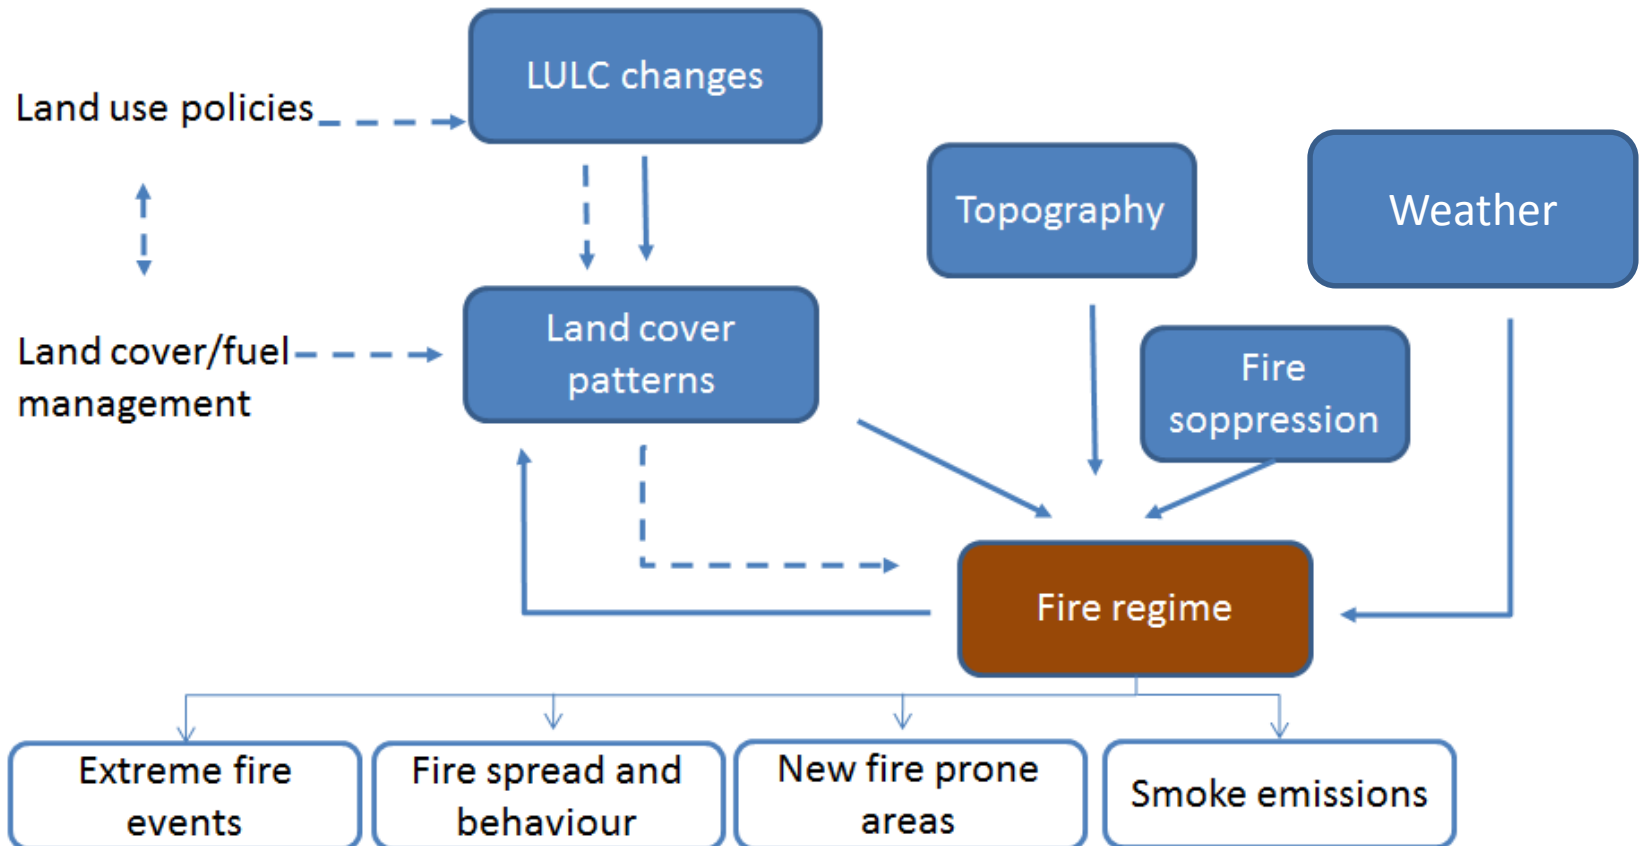 LULC changes
Land use policies
Topography
Weather
Land cover
patterns
Land cover/fuel
management
Fire
soppression
Fire regime
Extreme fire
events
Fire spread and
behaviour
New fire prone
areas
Smoke emissions